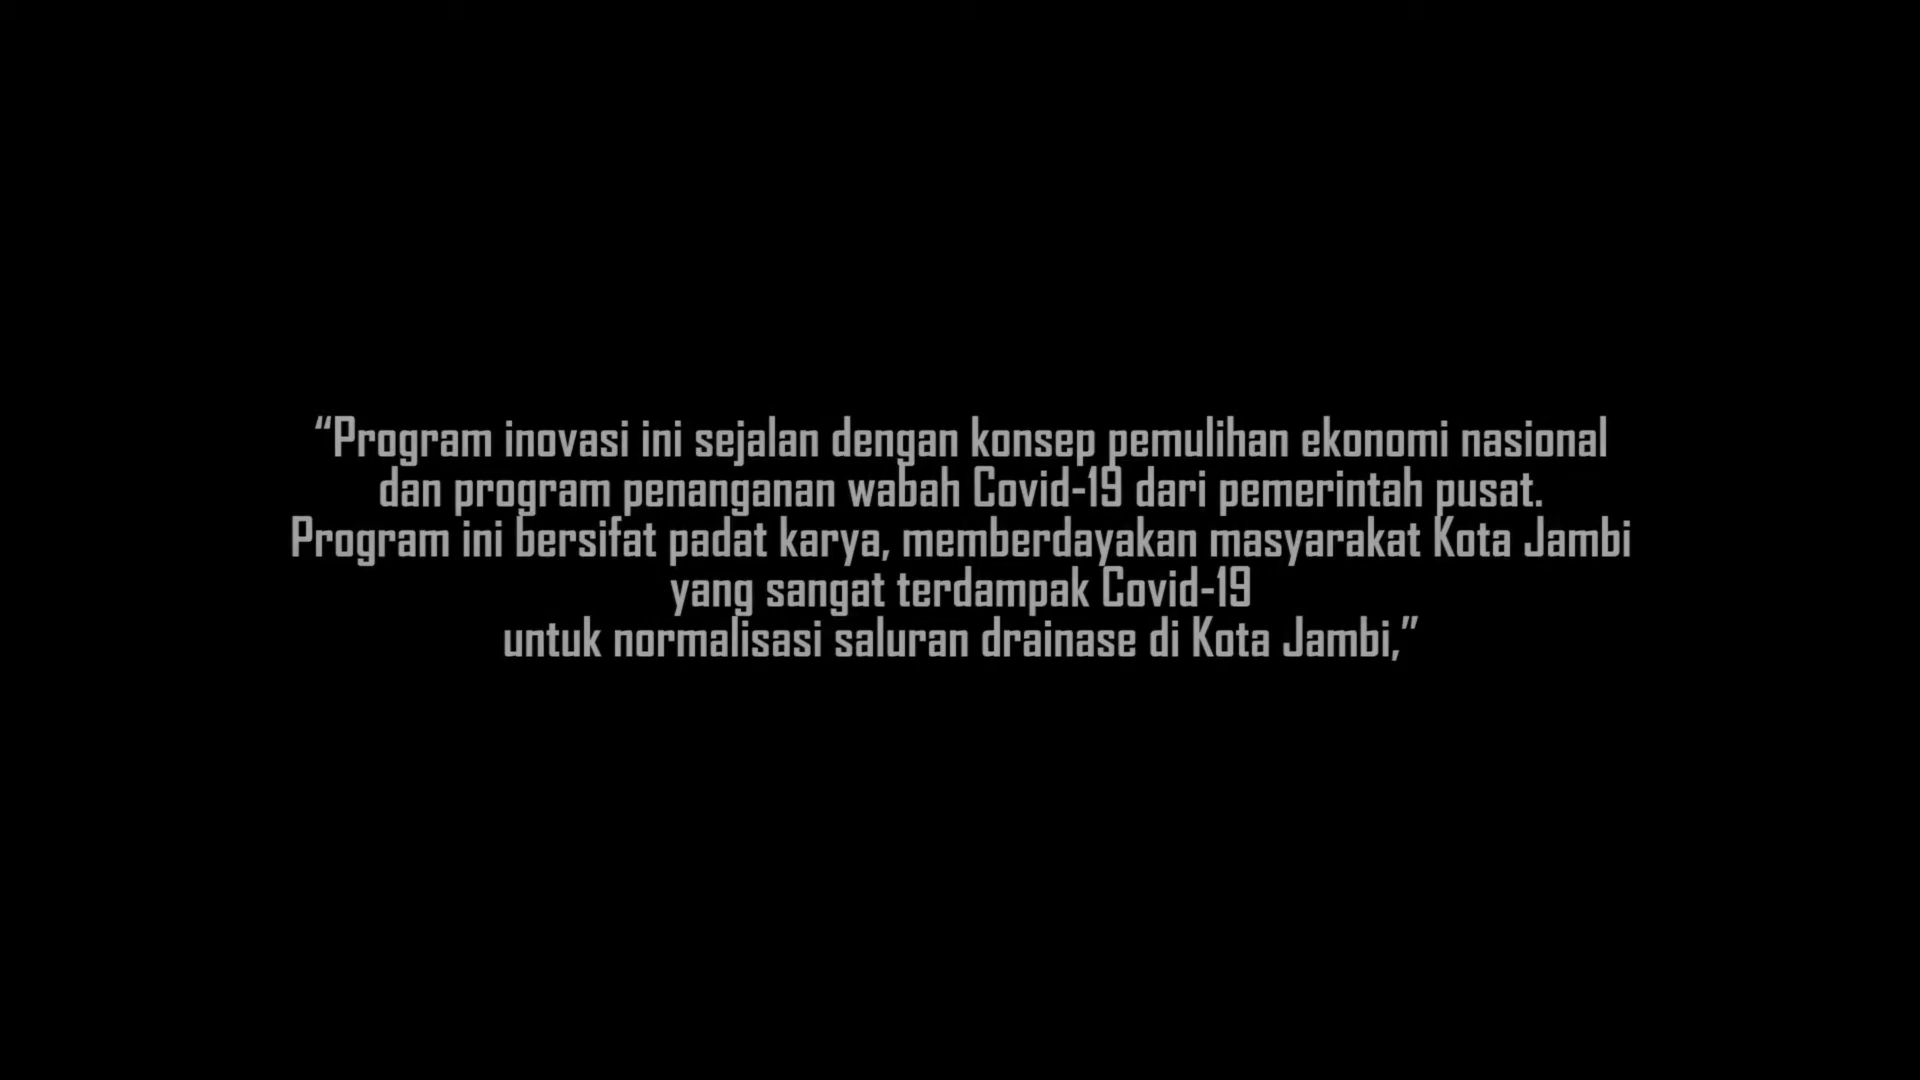 “Program inovasi ini sejalan dengan konsep pemulihan ekonomi nasional
dan program penanganan wabah Covid-19 dari pemerintah pusat.
Program ini bersifat padat karya, memberdayakan masyarakat Kota Jambi
yang sangat terdampak Covid-19
untuk normalisasi saluran drainase di Kota Jambi,”